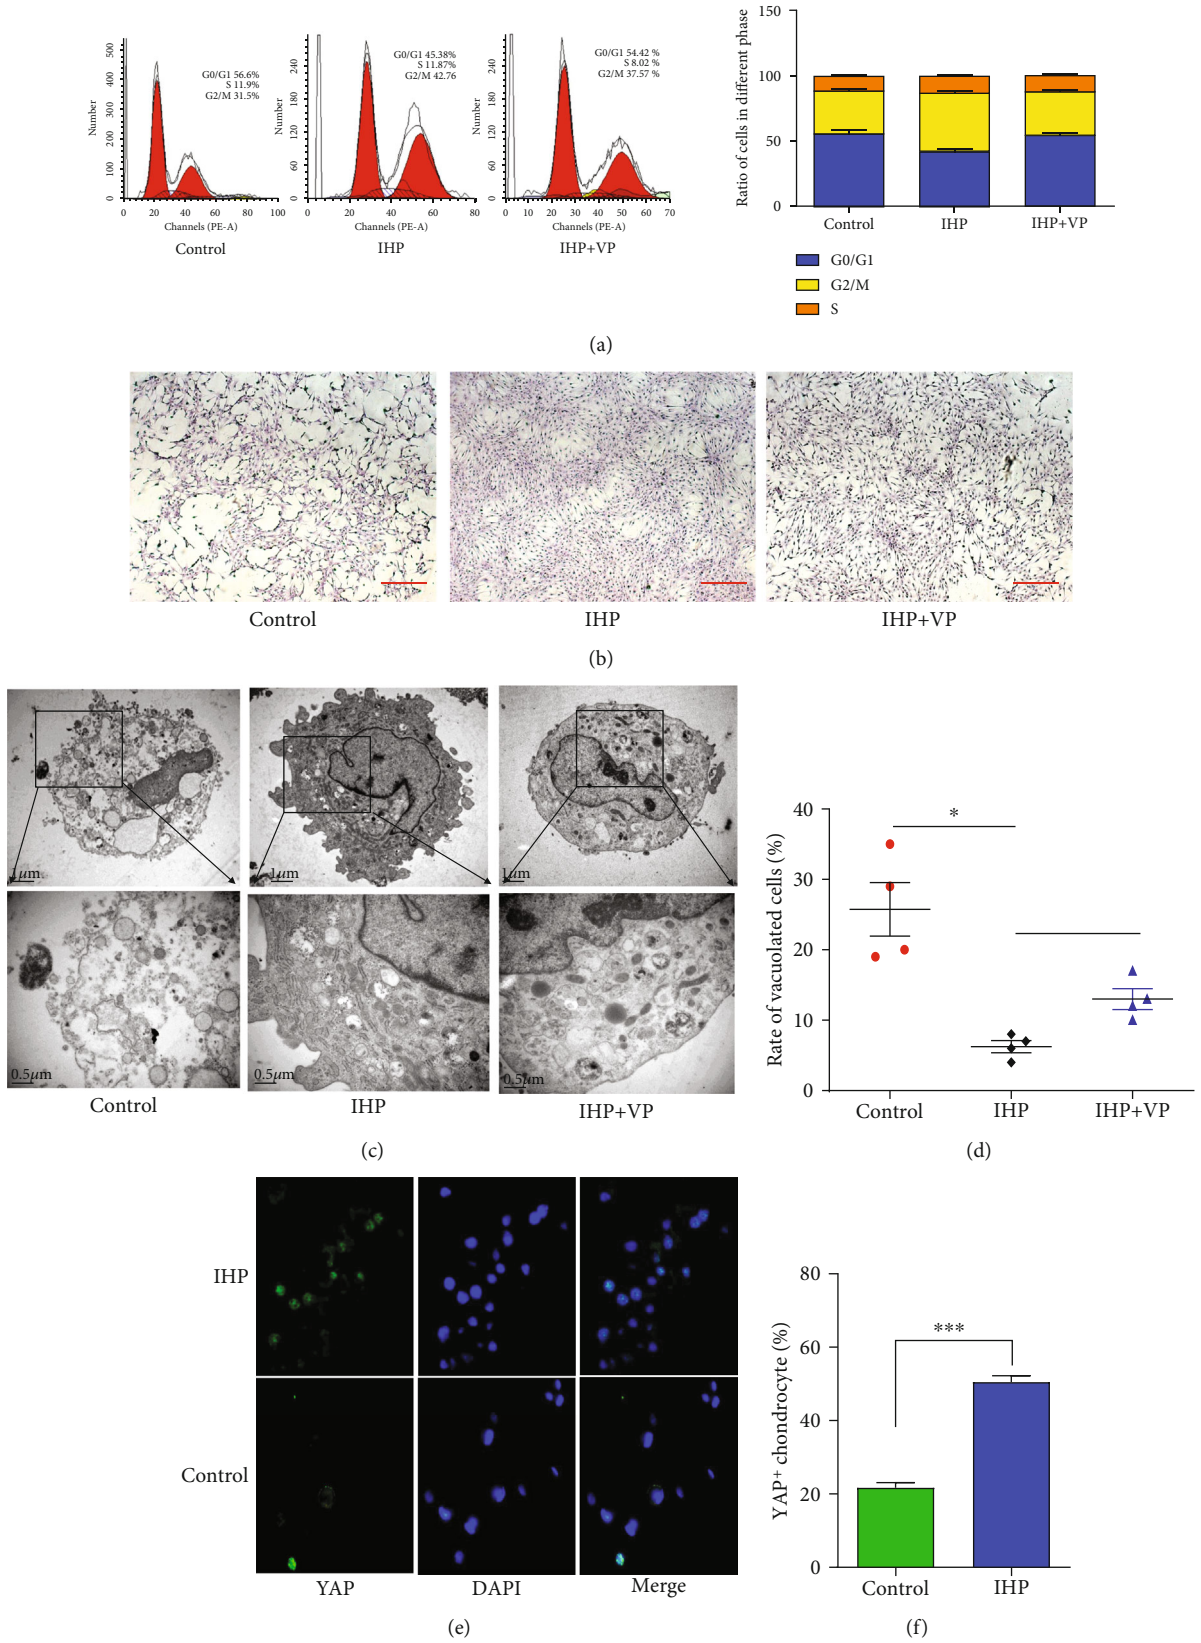 Number
500
400
300
200
100
0
G0/G1 56.6%
S 11.9%
G2/M 31.5%
0 20 40 60 80 100
Channels (PE-A)
Control
Number
240
180
120
60
0
G0/G1 45.38%
S 11.87%
G2/M 42.76
0 20 40 60 80
Channels (PE-A)
IHP
Number
240
180
120
60
0
G0/G1 54.42 %
S 8.02 %
G2/M 37.57 %
0 10 20 30 40 50 60 70
Channels (PE-A)
IHP+VP
Ratio of cells in different phase
150
100
50
0
Control IHP IHP+VP
G0/G1
G2/M
S
(a)
Control IHP IHP+VP
(b)
1μm 1μm 1μm
0.5μm 0.5μm 0.5μm
Control IHP IHP+VP
(c)
Rate of vacuolated cells (%)
40
30
20
10
0
*
Control IHP IHP+VP
(d)
IHP
Control
YAP DAPI Merge
(e)
YAP+ chondrocyte (%)
80
60
40
20
0
***
Control IHP
(f)